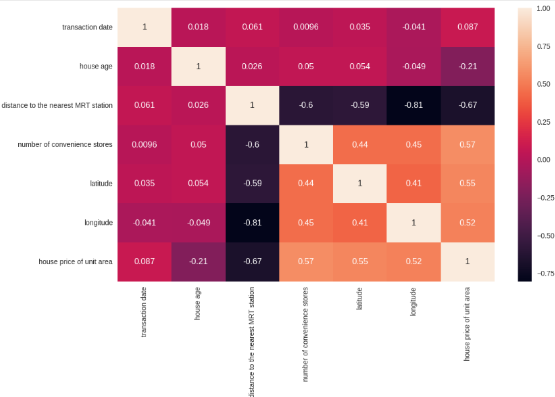 transaction date 1 0.018 0.061 0.0096 0.035 -0.041 0.087
house age 0.018 1 0.026 0.05 0.054 -0.049 -0.21
distance to the nearest MRT station 0.061 0.026 1 -0.6 -0.59 -0.81 -0.67
number of convenience stores 0.0096 0.05 -0.6 1 0.44 0.45 0.57
latitude 0.035 0.054 -0.59 0.44 1 0.41 0.55
longitude -0.041 -0.049 -0.81 0.45 0.41 1 0.52
house price of unit area 0.087 -0.21 -0.67 0.57 0.55 0.52 1
transaction date
house age
distance to the nearest MRT station
number of convenience stores
latitude
longitude
house price of unit area
1.00
0.75
0.50
0.25
0.00
-0.25
-0.50
-0.75